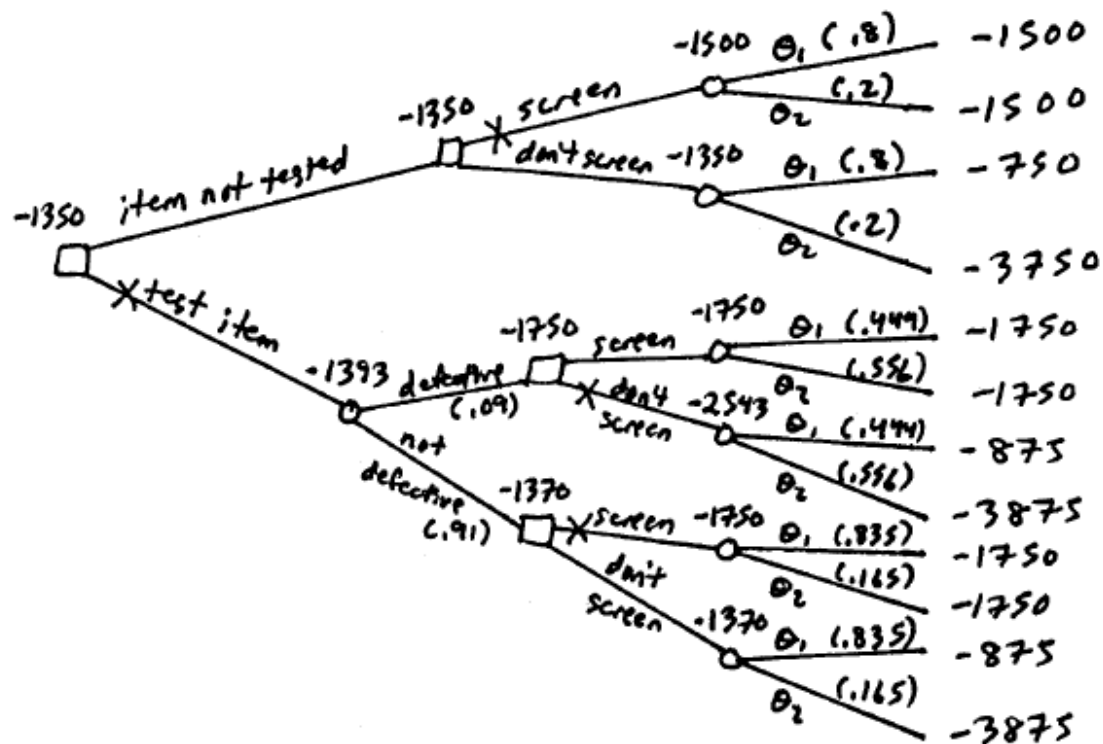 -1500 θ₁ (.8) -1500
screen
(.2)
θ₂ -1500
-1350
don't screen -1350 θ₁ (.8) -750
item not tested
(.2)
θ₂ -3750
-1350
test item
-1750 screen -1750 θ₁ (.444) -1750
(.556)
θ₂ -1750
-1393 defective
(.09)
don't
screen
-2543 θ₁ (.444) -875
(.556)
θ₂ -3875
not
defective
(.91)
-1370 screen -1750 θ₁ (.835) -1750
(.165)
θ₂ -1750
don't
screen
-1370 θ₁ (.835) -875
(.165)
θ₂ -3875